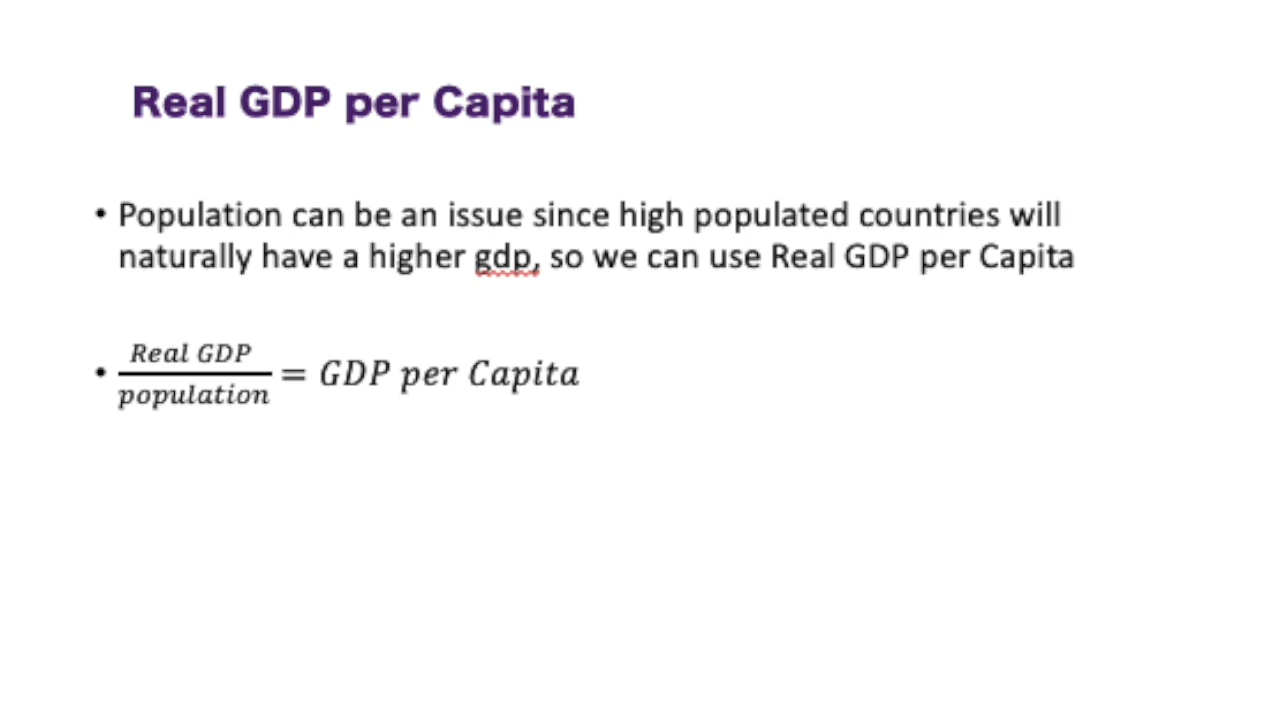 Real GDP per Capita
• Population can be an issue since high populated countries will
naturally have a higher gdp, so we can use Real GDP per Capita
• Real GDP
population
= GDP per Capita